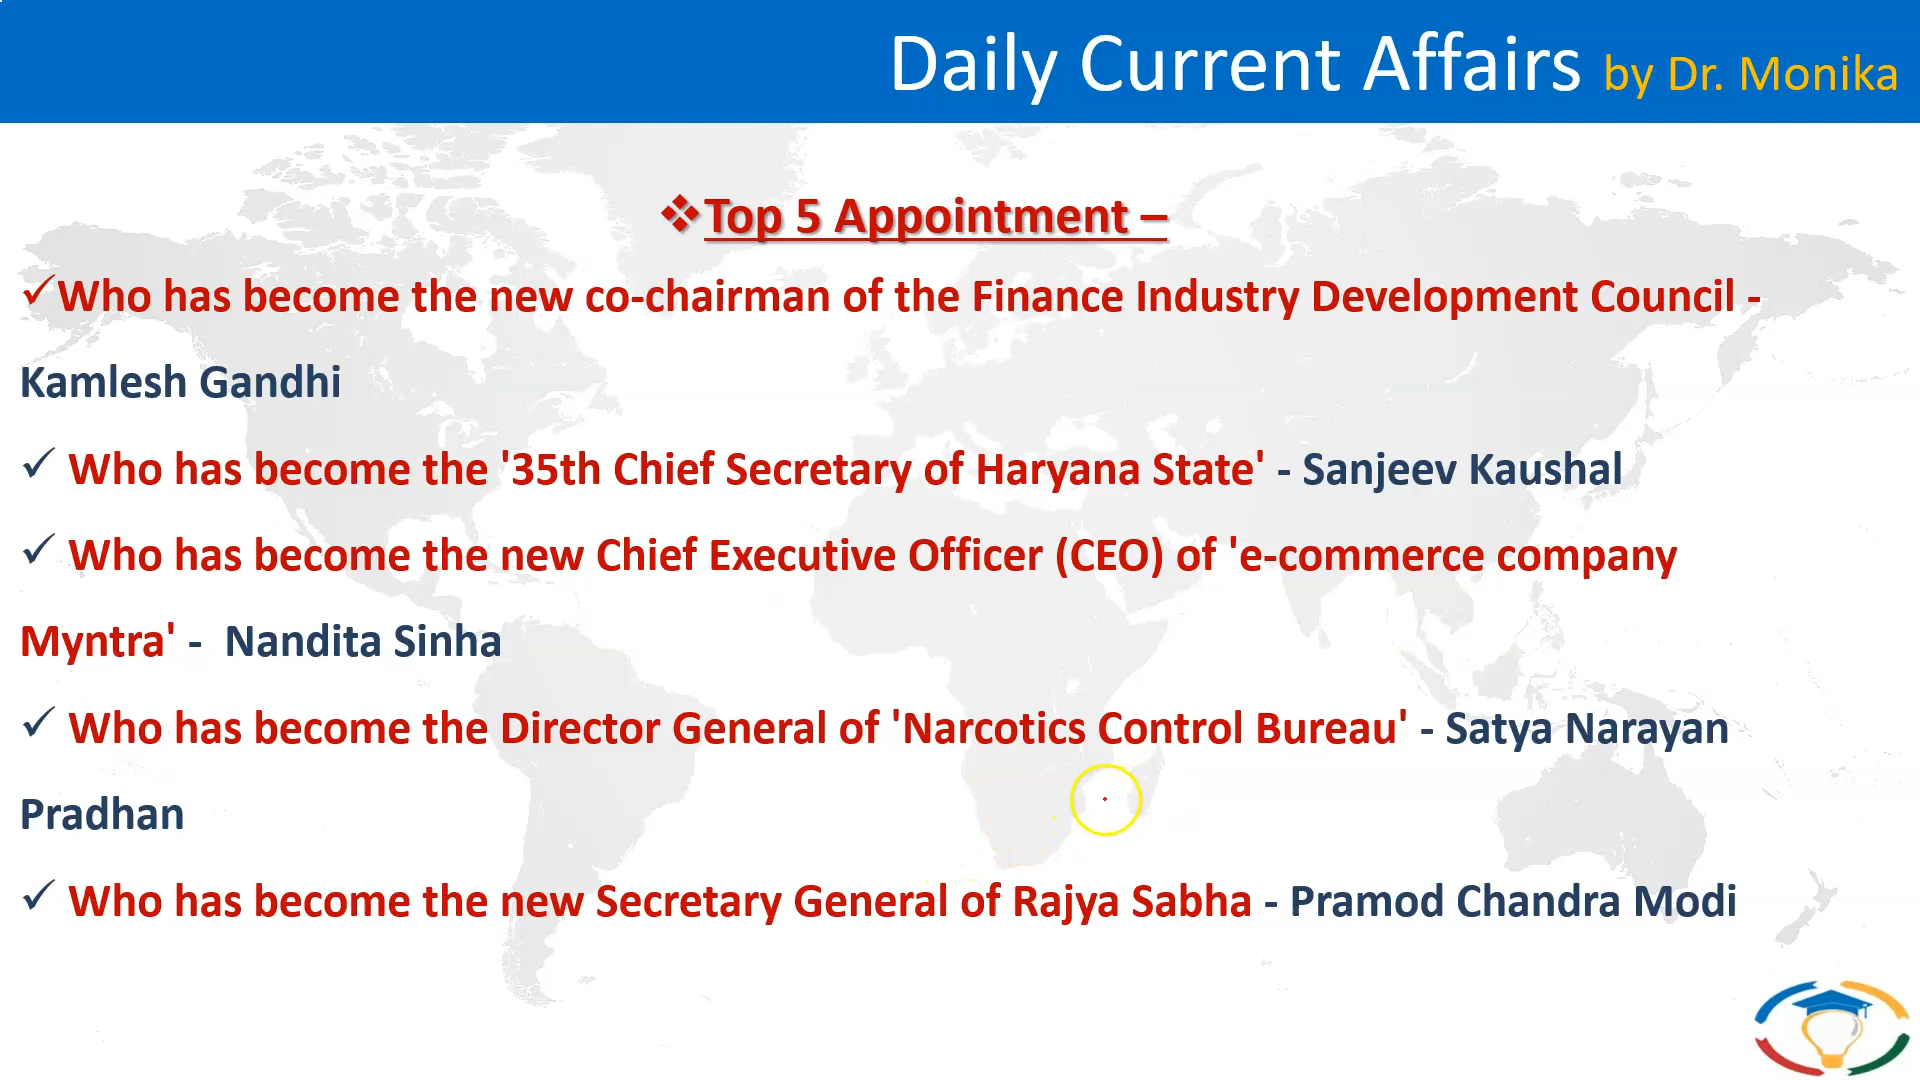 Daily Current Affairs by Dr. Monika
❖Top 5 Appointment –
✓Who has become the new co-chairman of the Finance Industry Development Council -
Kamlesh Gandhi
✓ Who has become the '35th Chief Secretary of Haryana State' - Sanjeev Kaushal
✓ Who has become the new Chief Executive Officer (CEO) of 'e-commerce company
Myntra' - Nandita Sinha
✓ Who has become the Director General of 'Narcotics Control Bureau' - Satya Narayan
Pradhan
✓ Who has become the new Secretary General of Rajya Sabha - Pramod Chandra Modi